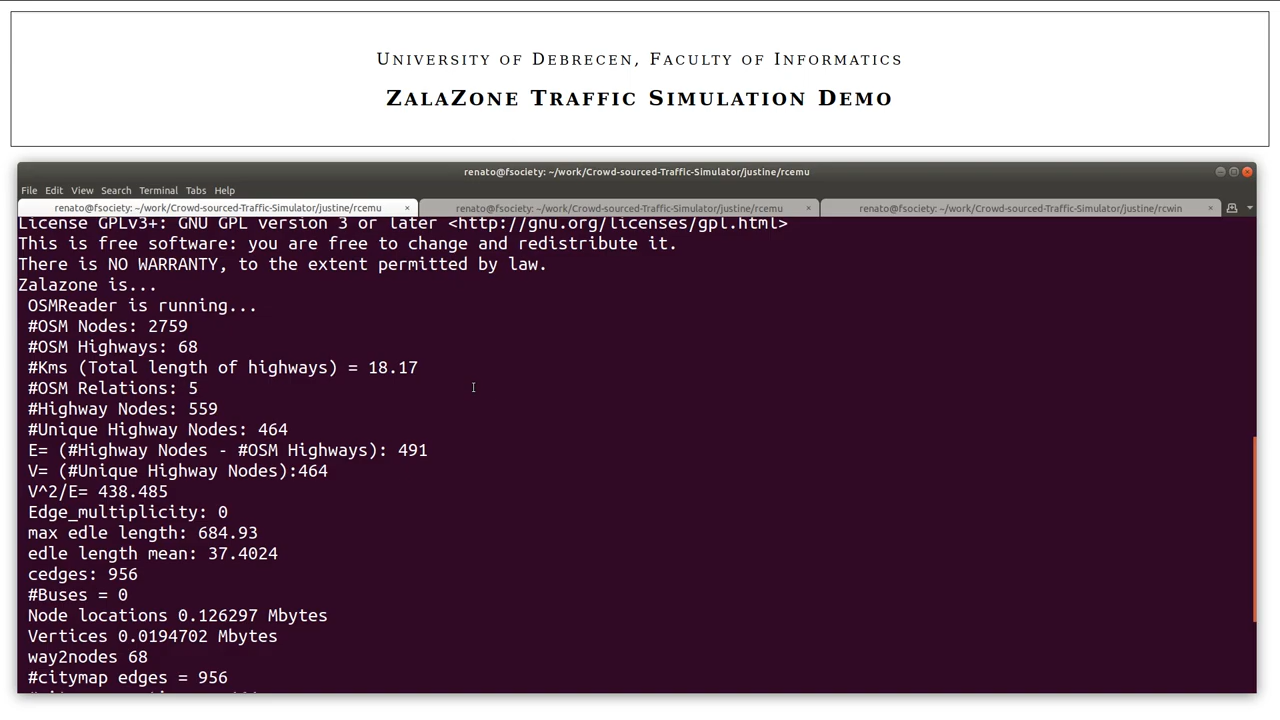 University of Debrecen, Faculty of Informatics
ZalaZone Traffic Simulation Demo
renato@fsociety: ~/work/Crowd-sourced-Traffic-Simulator/justine/rcemu
File Edit View Search Terminal Tabs Help
renato@fsociety: ~/work/Crowd-sourced-Traffic-Simulator/justine/rcemu × renato@fsociety: ~/work/Crowd-sourced-Traffic-Simulator/justine/rcemu × renato@fsociety: ~/work/Crowd-sourced-Traffic-Simulator/justine/rcwin ×
License GPLv3+: GNU GPL version 3 or later <http://gnu.org/licenses/gpl.html>
This is free software: you are free to change and redistribute it.
There is NO WARRANTY, to the extent permitted by law.
Zalazone is...
OSMReader is running...
#OSM Nodes: 2759
#OSM Highways: 68
#Kms (Total length of highways) = 18.17
#OSM Relations: 5
#Highway Nodes: 559
#Unique Highway Nodes: 464
E= (#Highway Nodes - #OSM Highways): 491
V= (#Unique Highway Nodes):464
V^2/E= 438.485
Edge_multiplicity: 0
max edle length: 684.93
edle length mean: 37.4024
cedges: 956
#Buses = 0
Node locations 0.126297 Mbytes
Vertices 0.0194702 Mbytes
way2nodes 68
#citymap edges = 956